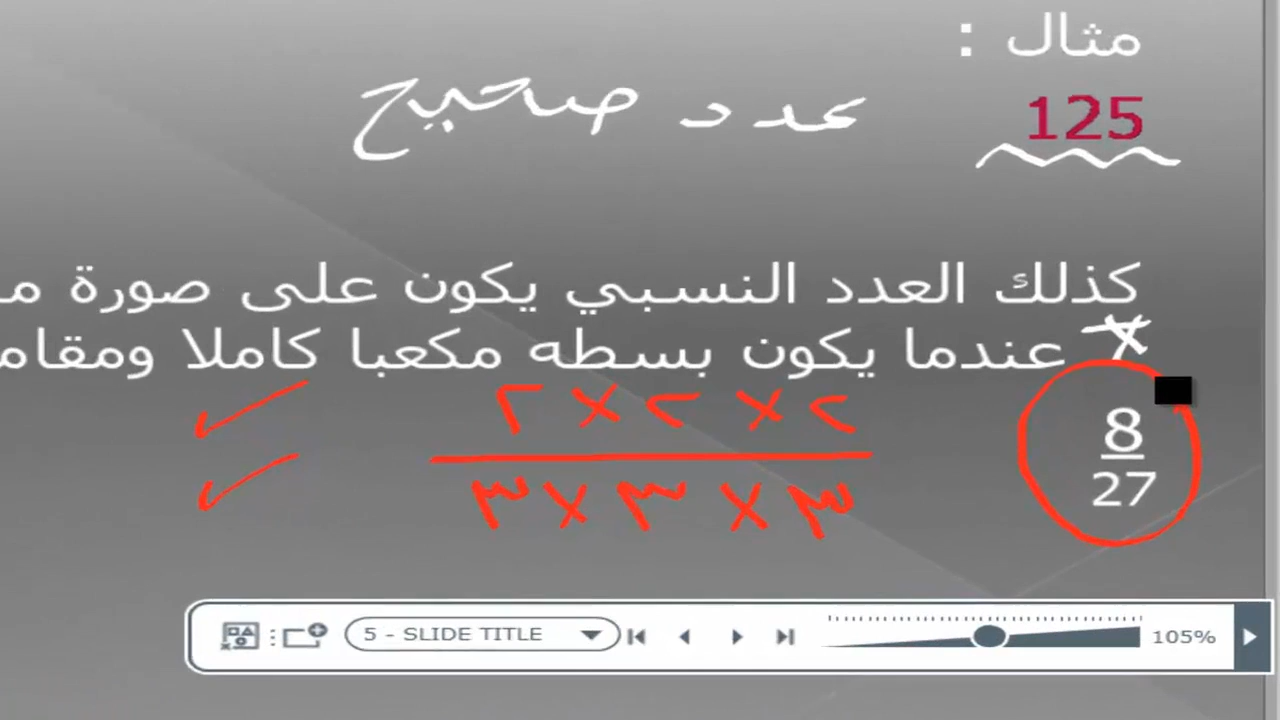 مثال :
125 عدد صحيح
كذلك العدد النسبي يكون على صورة
عندما يكون بسطه مكعبا كاملا
٢ × ٢ × ٢
٣ × ٣ × ٣
8
27
5 - SLIDE TITLE
105%